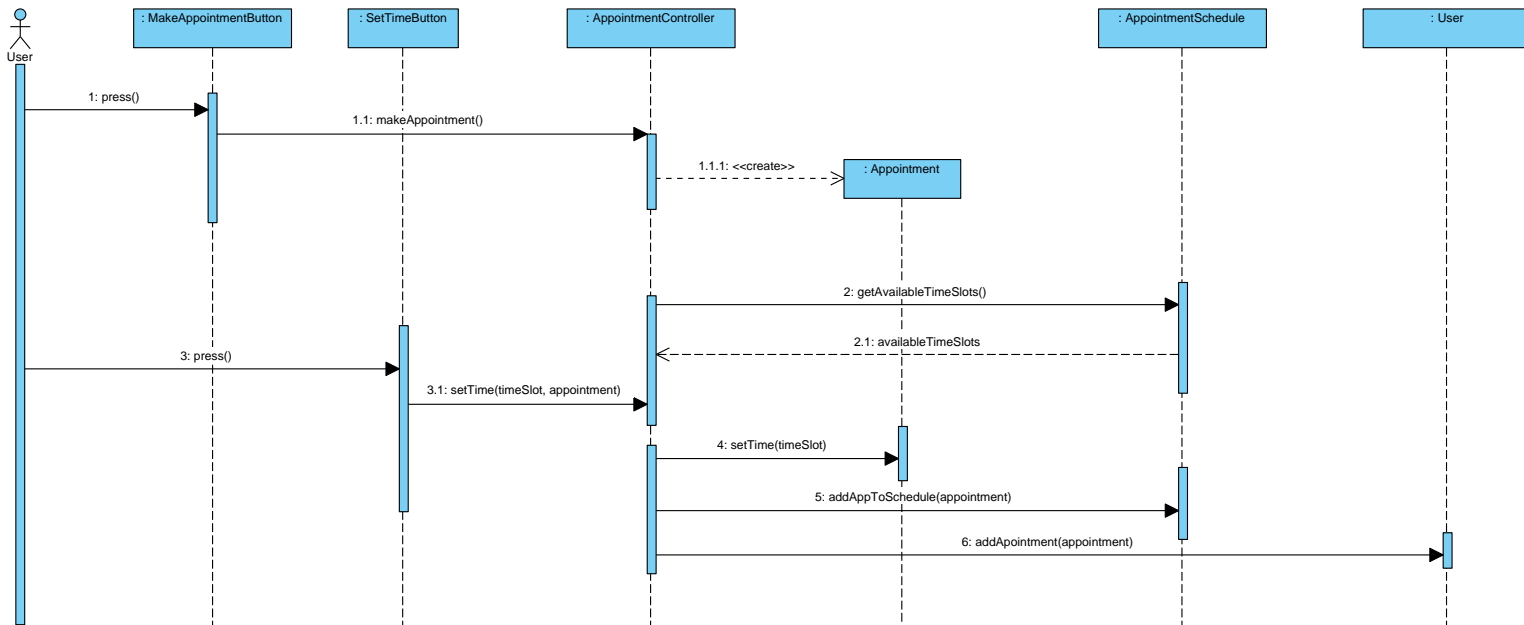 : MakeAppointmentButton
: SetTimeButton
: AppointmentController
: AppointmentSchedule
: User
User
1: press()
1.1: makeAppointment()
1.1.1: <<create>>
: Appointment
2: getAvailableTimeSlots()
2.1: availableTimeSlots
3: press()
3.1: setTime(timeSlot, appointment)
4: setTime(timeSlot)
5: addAppToSchedule(appointment)
6: addApointment(appointment)